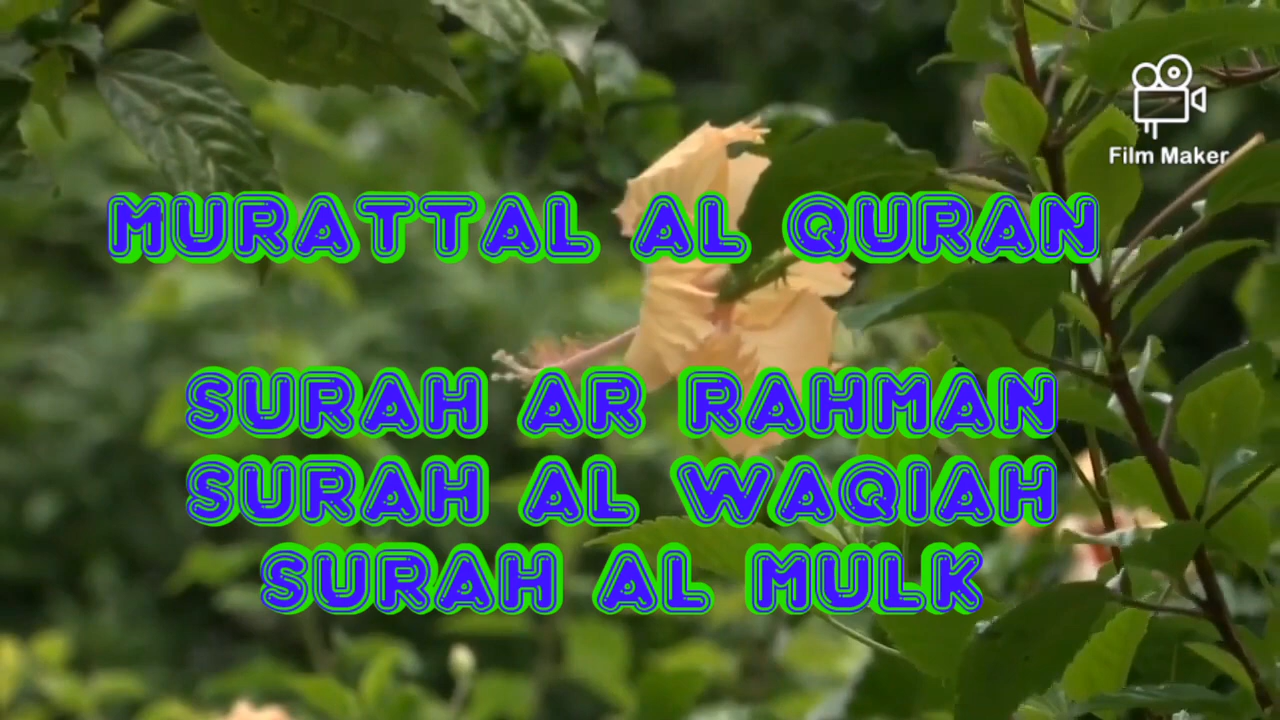 Film Maker
MURATTAL AL QURAN
SURAH AR RAHMAN
SURAH AL WAQIAH
SURAH AL MULK